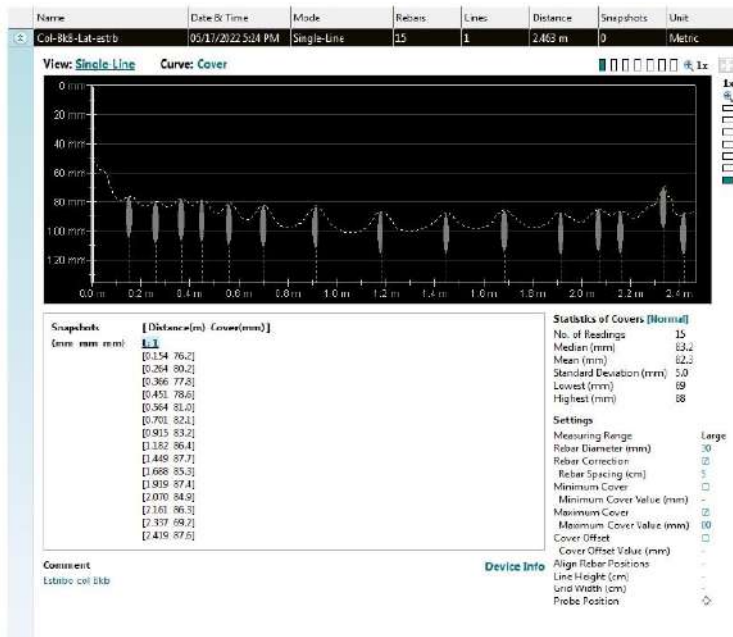 Name Date & Time Mode Rebars Lines Distance Snapshots Unit
Col-8kB-Lat-estrb 05/17/2022 5:24 PM Single-Line 15 1 2.463 m 0 Metric
View: Single-Line Curve: Cover 1x
1x
0 mm
20 mm
40 mm
60 mm
80 mm
100 mm
120 mm
0.0 m 0.2 m 0.4 m 0.6 m 0.8 m 1.0 m 1.2 m 1.4 m 1.6 m 1.8 m 2.0 m 2.2 m 2.4 m
Snapshots [Distance(m) Cover(mm)]
(mm mm mm) L: 1
[0.154 76.2]
[0.264 80.2]
[0.366 77.8]
[0.451 78.6]
[0.564 81.0]
[0.701 82.1]
[0.915 83.2]
[1.182 86.4]
[1.449 87.7]
[1.688 85.3]
[1.919 87.4]
[2.070 84.9]
[2.161 86.3]
[2.337 69.2]
[2.419 87.6]
Statistics of Covers [Normal]
No. of Readings 15
Median (mm) 83.2
Mean (mm) 82.3
Standard Deviation (mm) 5.0
Lowest (mm) 69
Highest (mm) 88
Settings
Measuring Range Large
Rebar Diameter (mm)
Rebar Correction
Rebar Spacing (cm) 5
Minimum Cover
Minimum Cover Value (mm) -
Maximum Cover
Maximum Cover Value (mm)
Cover Offset
Cover Offset Value (mm) -
Align Rebar Positions -
Line Height (cm) -
Grid Width (cm) -
Probe Position
Comment Device Info
Estribo col 8kb